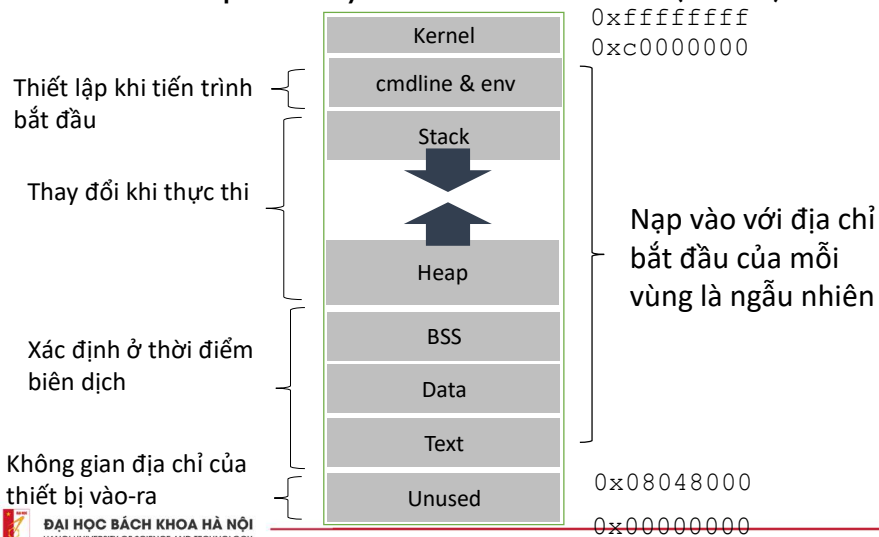 0xffffffff
Kernel
0xc0000000
Thiết lập khi tiến trình
bắt đầu
cmdline & env
Stack
Thay đổi khi thực thi
Nạp vào với địa chỉ
bắt đầu của mỗi
vùng là ngẫu nhiên
Heap
BSS
Xác định ở thời điểm
biên dịch
Data
Text
Không gian địa chỉ của
thiết bị vào-ra
Unused
0x08048000
ĐẠI HỌC BÁCH KHOA HÀ NỘI
0x00000000